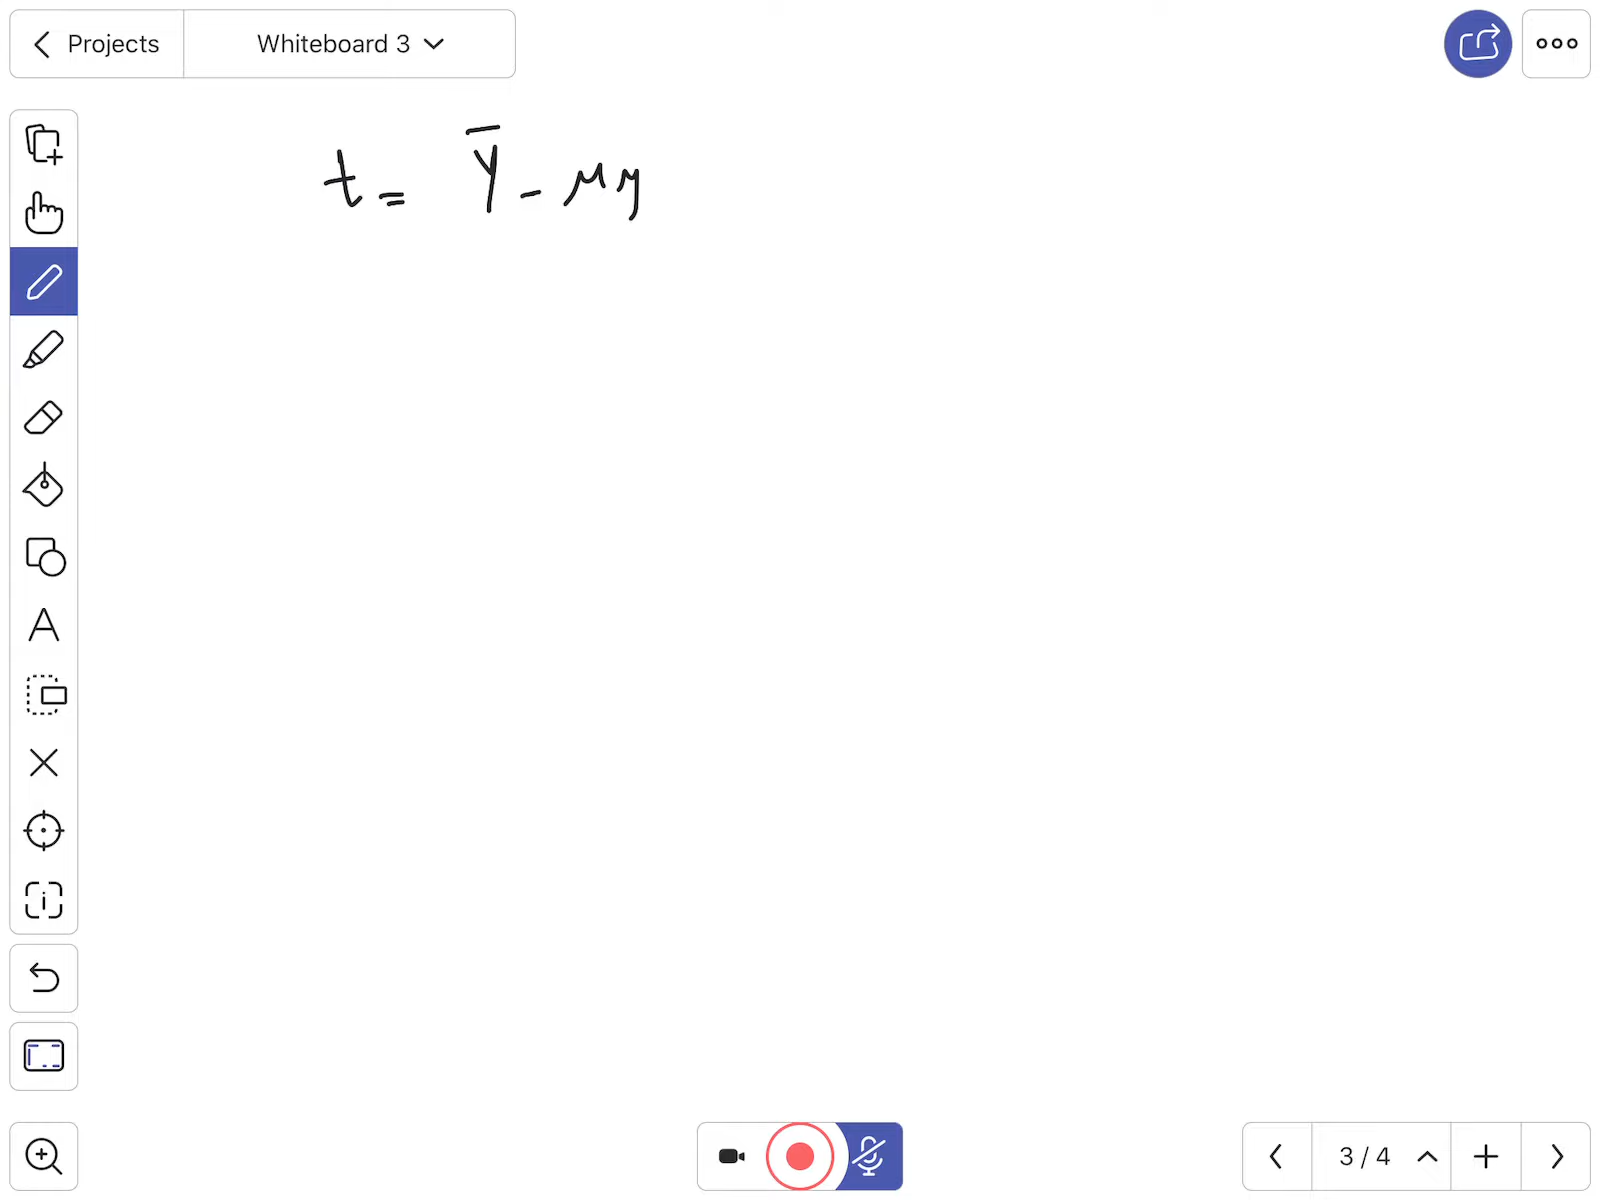 Projects
Whiteboard 3
t = Ȳ - μy
A
i
3 / 4